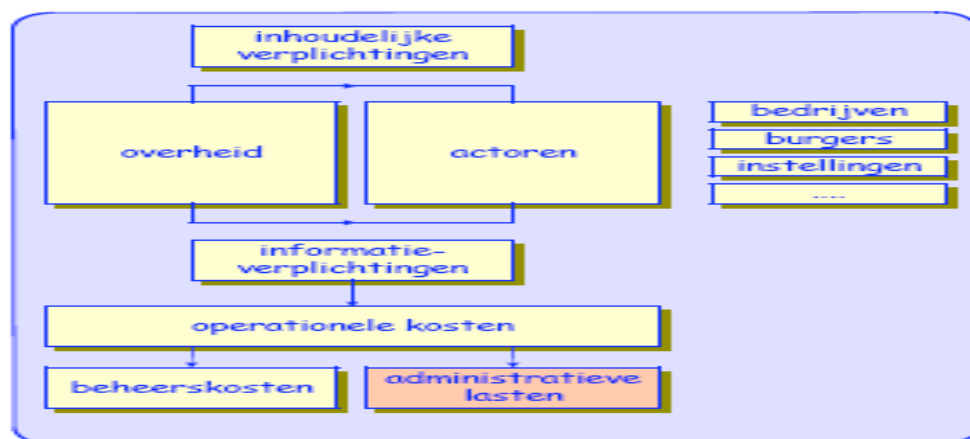 inhoudelijke
verplichtingen
overheid
actoren
bedrijven
burgers
instellingen
.....
informatie-
verplichtingen
operationele kosten
beheerskosten
administratieve
lasten